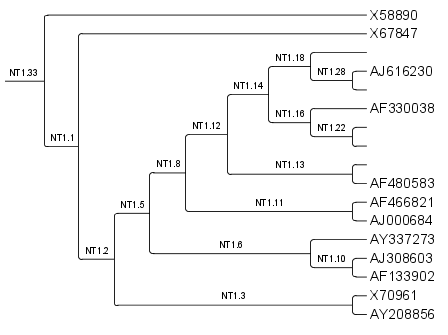 X58890
X67847
NT1.18
NT1.33
NT1.28 AJ616230
NT1.14
AF330038
NT1.16
NT1.12
NT1.22
NT1.1
NT1.8
NT1.13
AF480583
AF466821
NT1.5
NT1.11
AJ000684
AY337273
NT1.6
NT1.2
NT1.10
AJ308603
AF133902
NT1.3
X70961
AY208856